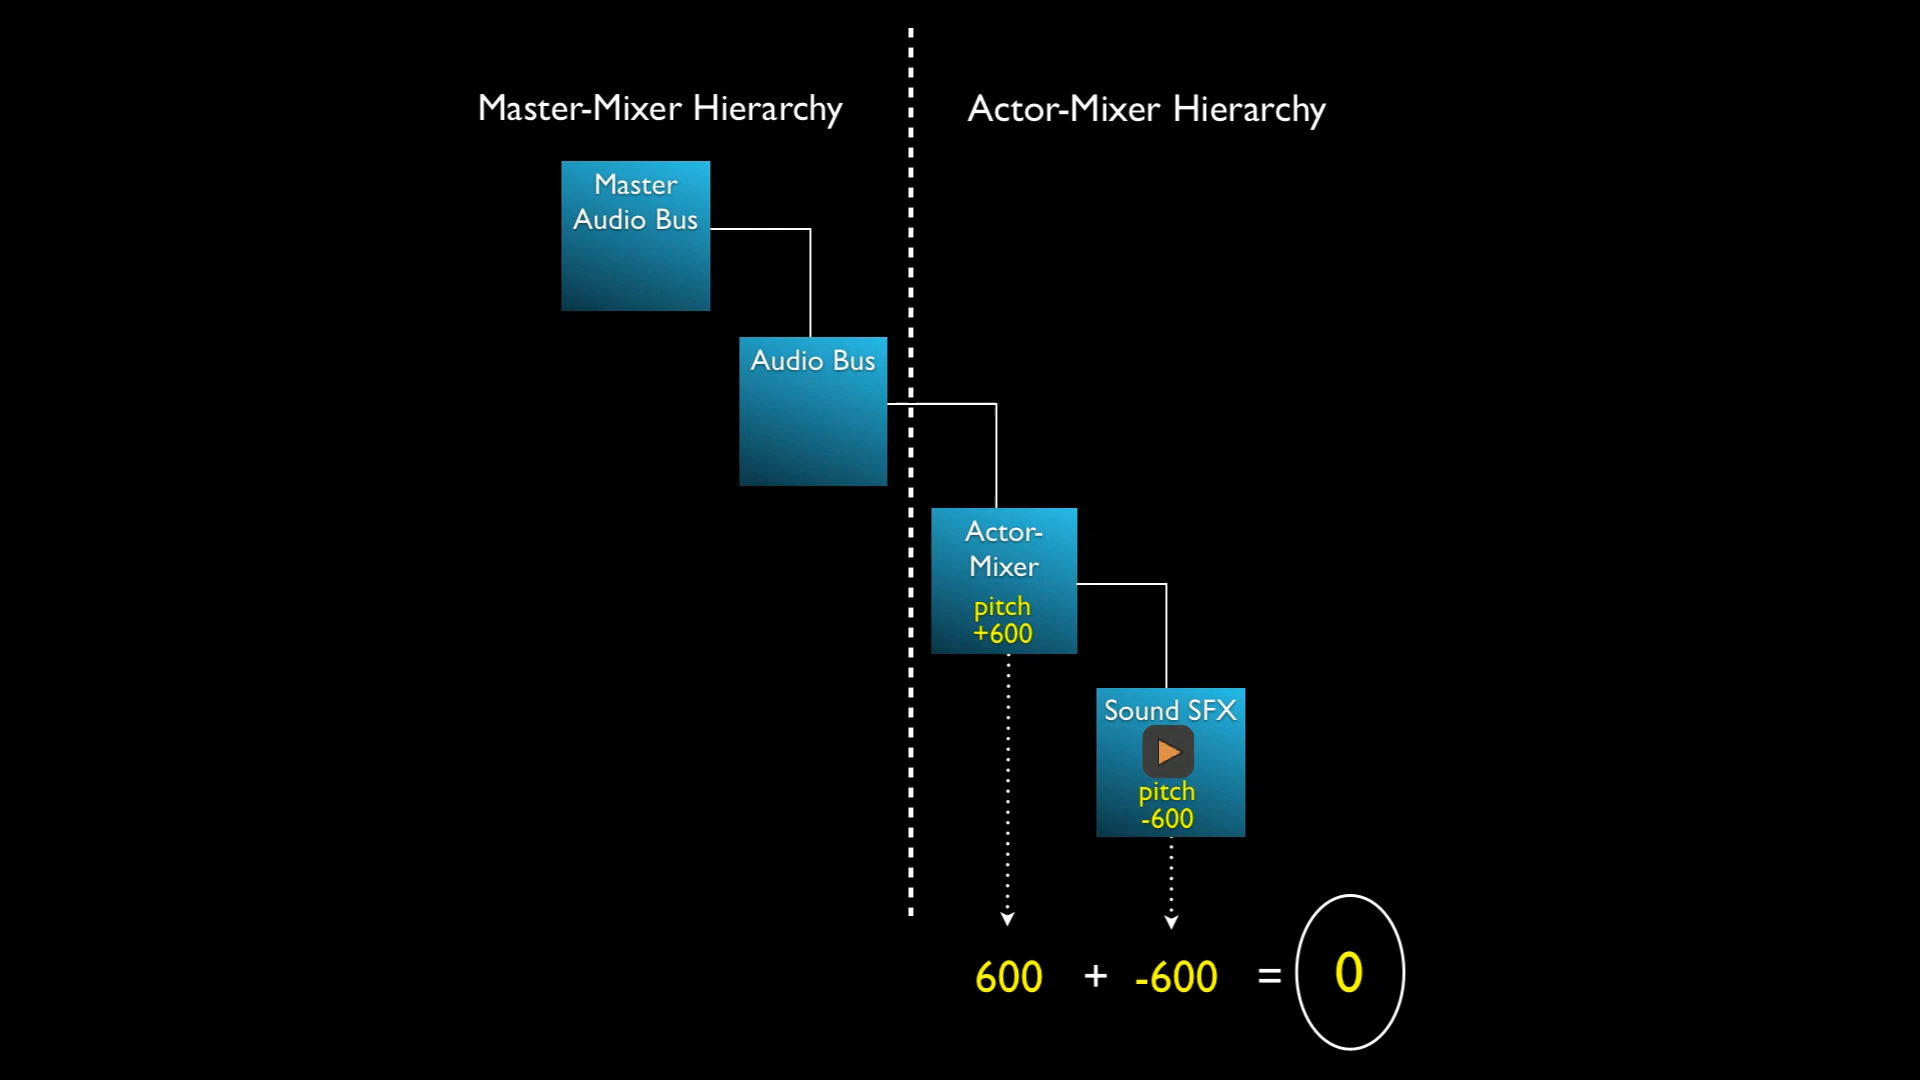 Master-Mixer Hierarchy
Actor-Mixer Hierarchy
Master
Audio Bus
Audio Bus
Actor-
Mixer
pitch
+600
Sound SFX
pitch
-600
600 + -600 = 0